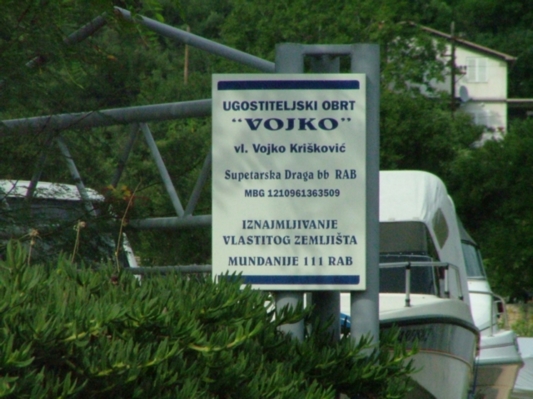 UGOSTITELJSKI OBRT
“VOJKO”
vl. Vojko Krišković
Supetarska Draga bb RAB
MBG 1210961363509
IZNAJMLJIVANJE
VLASTITOG ZEMLJIŠTA
MUNDANIJE 111 RAB